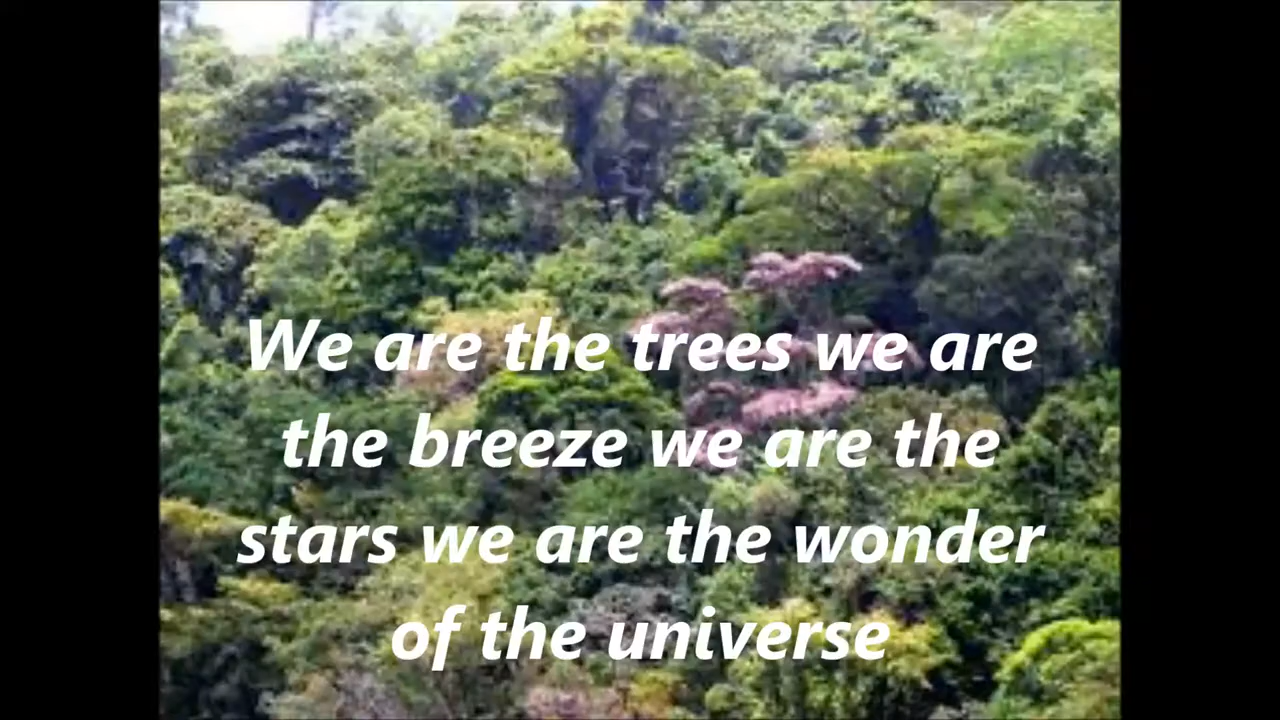 We are the trees we are
the breeze we are the
stars we are the wonder
of the universe